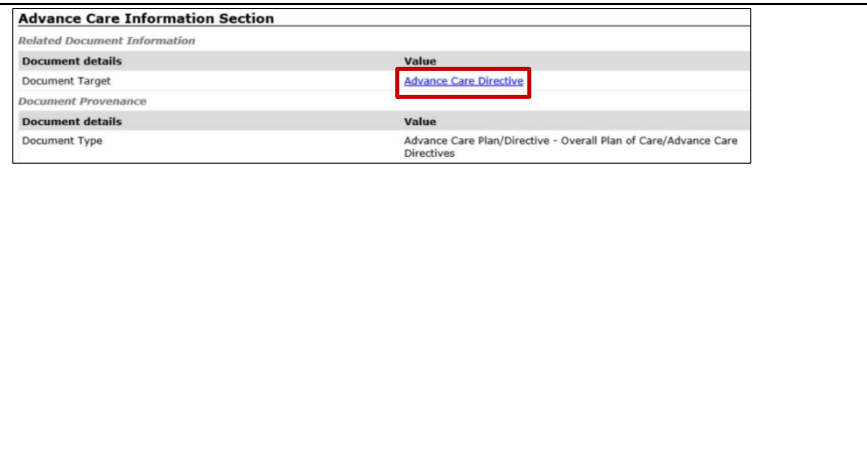 Advance Care Information Section
Related Document Information
Document details Value
Document Target Advance Care Directive
Document Provenance
Document details Value
Document Type Advance Care Plan/Directive - Overall Plan of Care/Advance Care
Directives